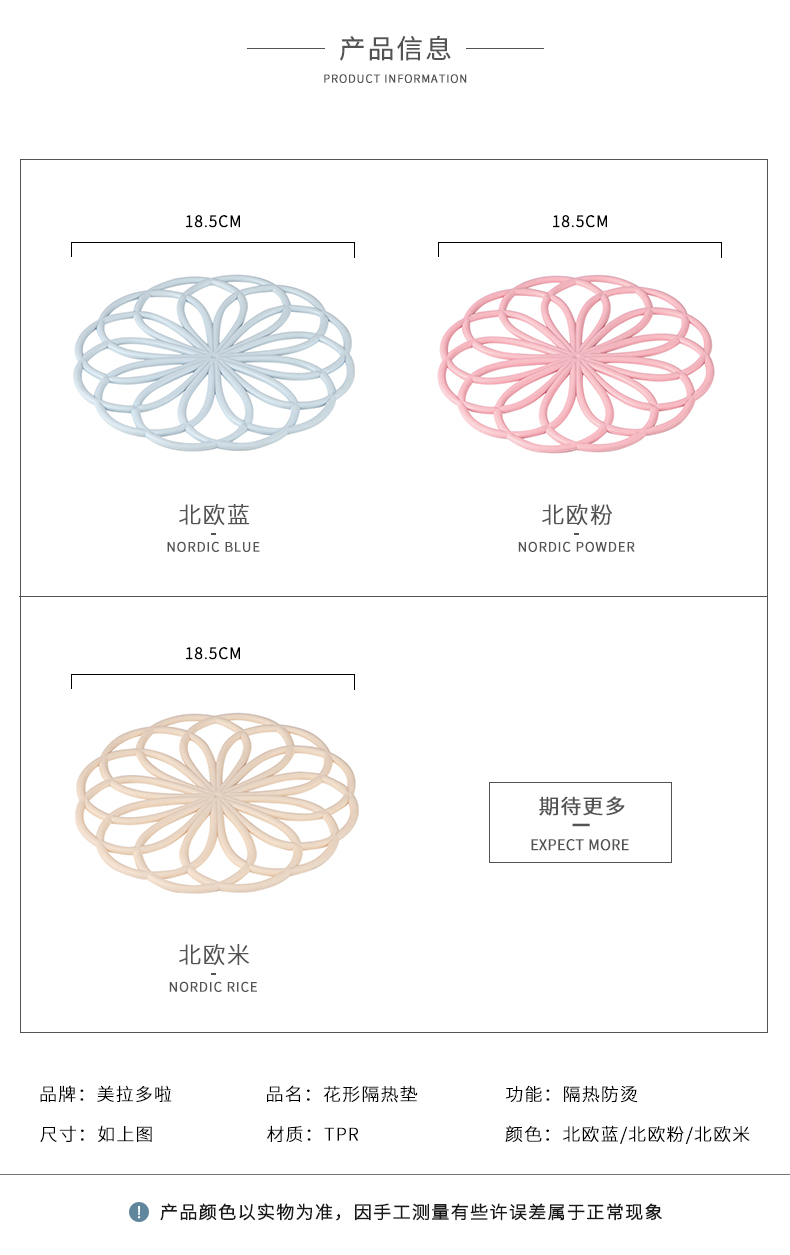 产品信息
PRODUCT INFORMATION
18.5CM
18.5CM
北欧蓝
NORDIC BLUE
北欧粉
NORDIC POWDER
18.5CM
期待更多
EXPECT MORE
北欧米
NORDIC RICE
品牌：美拉多啦
品名：花形隔热垫
功能：隔热防烫
尺寸：如上图
材质：TPR
颜色：北欧蓝/北欧粉/北欧米
! 产品颜色以实物为准，因手工测量有些许误差属于正常现象